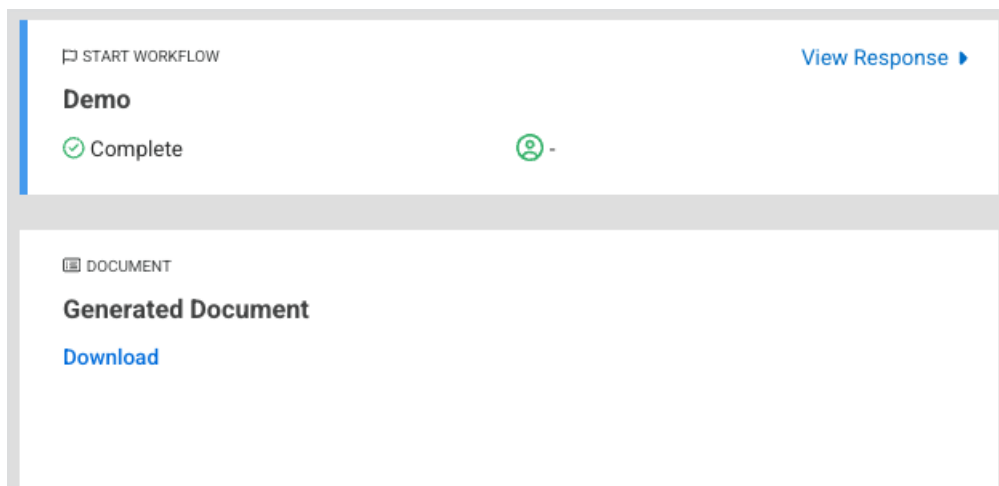 START WORKFLOW
View Response
Demo
Complete
-
DOCUMENT
Generated Document
Download